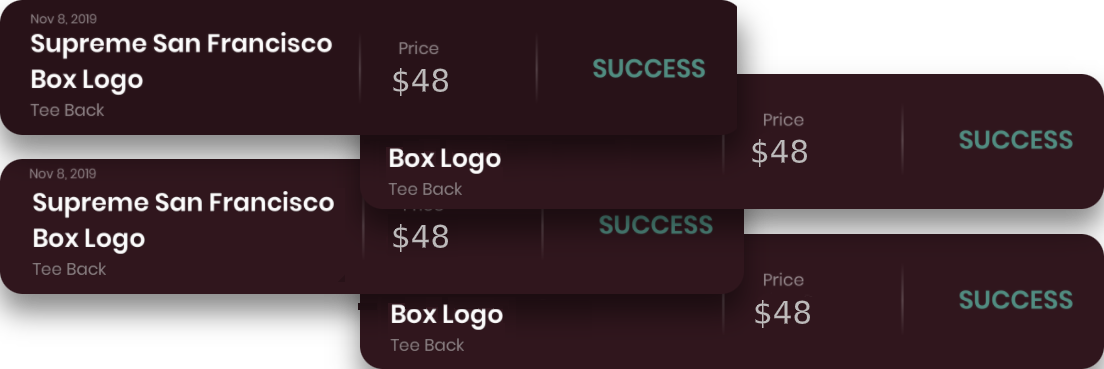 Nov 8, 2019
Supreme San Francisco
Box Logo
Tee Back
Price
$48
SUCCESS
Box Logo
Tee Back
Price
$48
SUCCESS
Nov 8, 2019
Supreme San Francisco
Box Logo
Tee Back
$48
SUCCESS
Box Logo
Tee Back
Price
$48
SUCCESS